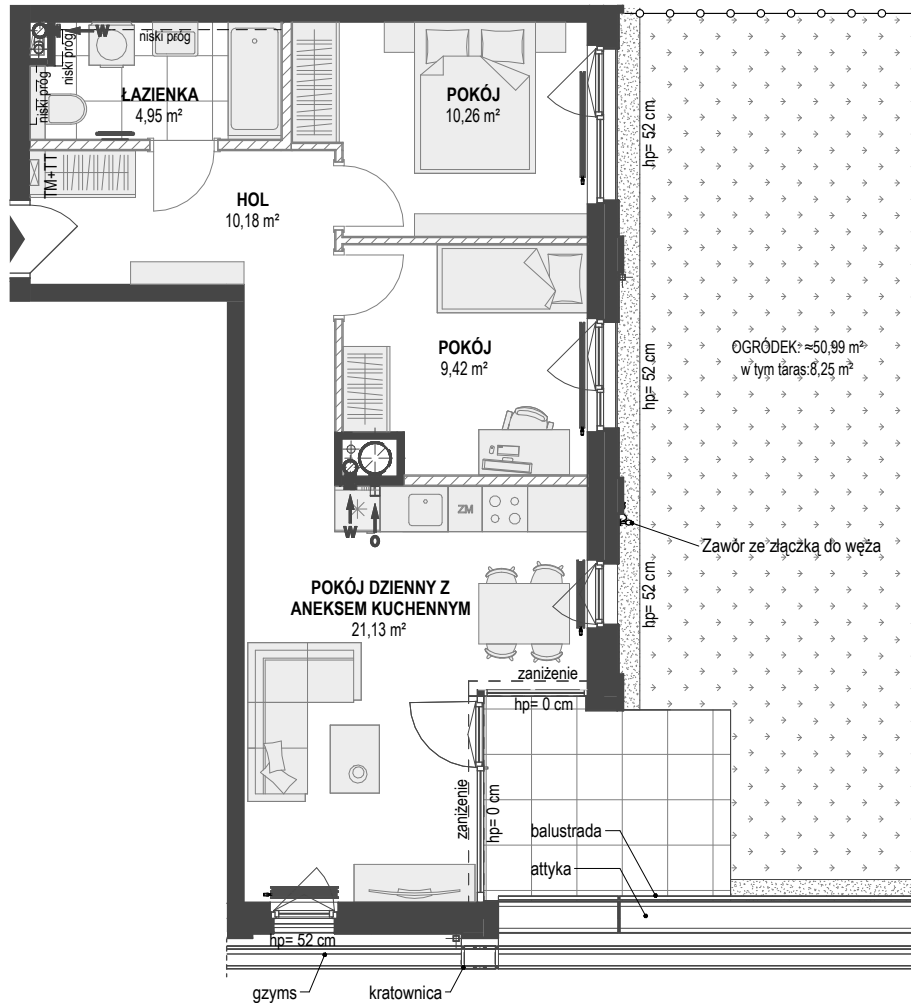 W
niski próg
niski próg
niski próg
ŁAZIENKA
4,95 m²
POKÓJ
10,26 m²
hp= 52 cm
TM+TT
HOL
10,18 m²
POKÓJ
9,42 m²
hp= 52 cm
OGRÓDEK: ≈50,99 m²
w tym taras:8,25 m²
ZM
W
O
Zawór ze złączką do węża
POKÓJ DZIENNY Z
ANEKSEM KUCHENNYM
21,13 m²
hp= 52 cm
zaniżenie
hp= 0 cm
zaniżenie
hp= 0 cm
balustrada
attyka
hp= 52 cm
gzyms
kratownica